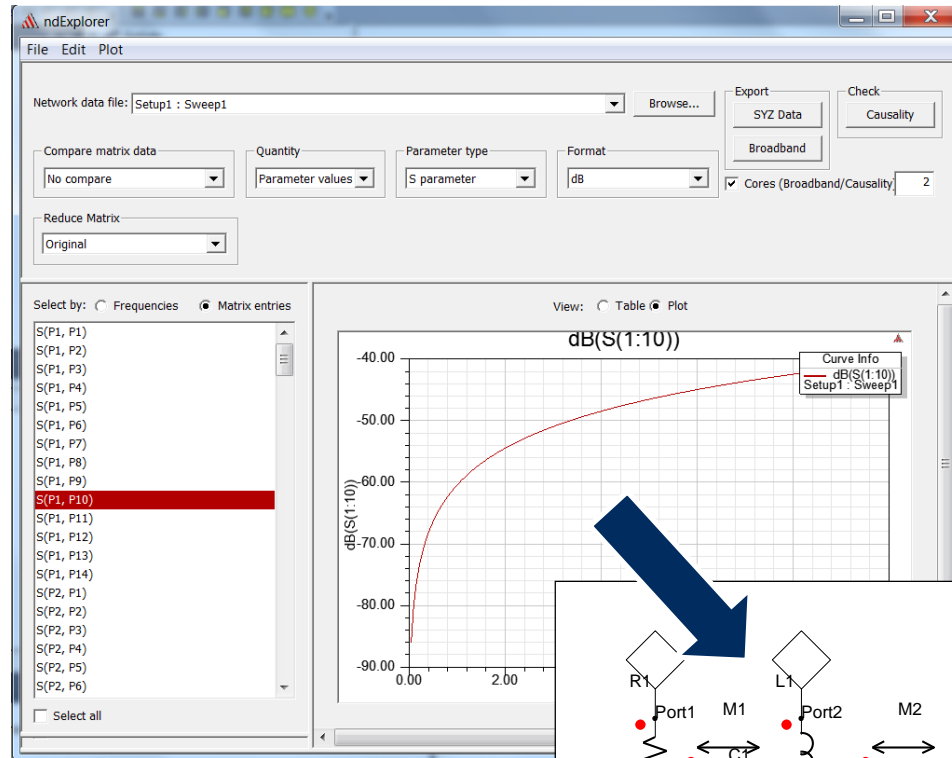 ndExplorer
File Edit Plot
Network data file: Setup1 : Sweep1
Browse...
Export
SYZ Data
Broadband
Check
Causality
Compare matrix data
No compare
Quantity
Parameter values
Parameter type
S parameter
Format
dB
Cores (Broadband/Causality) 2
Reduce Matrix
Original
Select by: Frequencies Matrix entries
S(P1, P1)
S(P1, P2)
S(P1, P3)
S(P1, P4)
S(P1, P5)
S(P1, P6)
S(P1, P7)
S(P1, P8)
S(P1, P9)
S(P1, P10)
S(P1, P11)
S(P1, P12)
S(P1, P13)
S(P1, P14)
S(P2, P1)
S(P2, P2)
S(P2, P3)
S(P2, P4)
S(P2, P5)
S(P2, P6)
Select all
View: Table Plot
dB(S(1:10))
Curve Info
dB(S(1:10))
Setup1 : Sweep1
dB(S(1:10))
-40.00
-50.00
-60.00
-70.00
-80.00
-90.00
0.00 2.00
R1 L1
Port1 M1 Port2 M2
C1